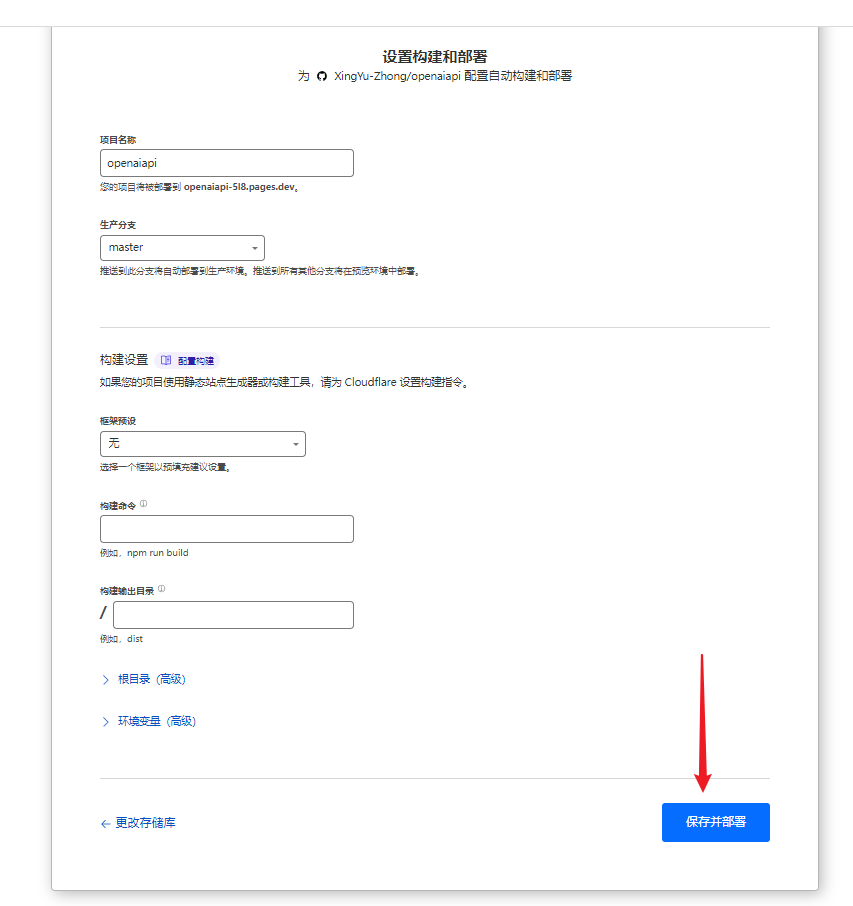 设置构建和部署
为 XingYu-Zhong/openaiapi 配置自动构建和部署
项目名称
openaiapi
您的项目将被部署到 openaiapi-5l8.pages.dev。
生产分支
master
推送到此分支将自动部署到生产环境。推送到所有其他分支将在预览环境中部署。
构建设置 配置构建
如果您的项目使用静态站点生成器或构建工具，请为 Cloudflare 设置构建指令。
框架预设
无
选择一个框架以预填充建议设置。
构建命令
例如，npm run build
构建输出目录
/
例如，dist
根目录（高级）
环境变量（高级）
更改存储库
保存并部署